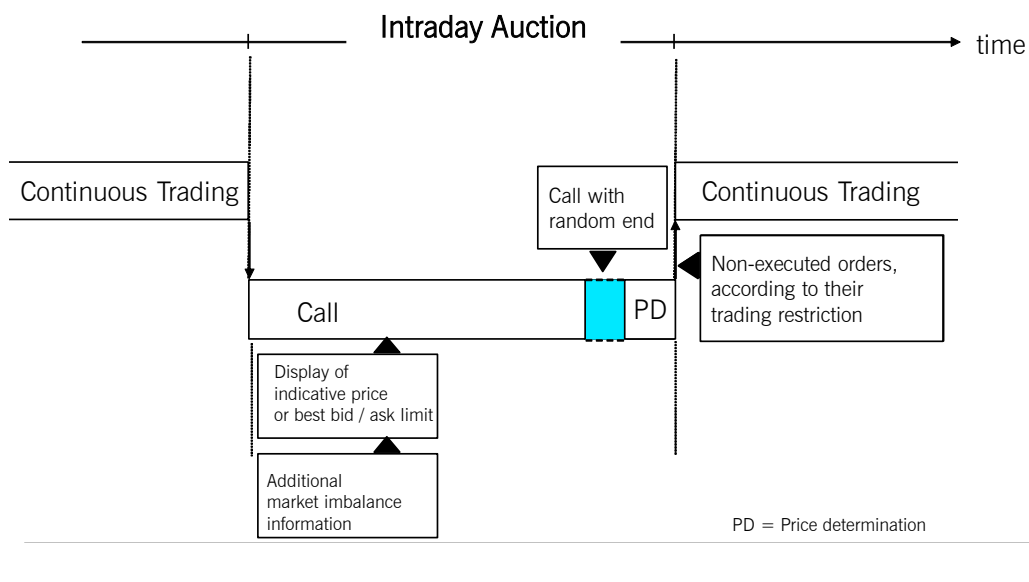 Intraday Auction
time
Continuous Trading
Call with
random end
Continuous Trading
Non-executed orders,
according to their
trading restriction
Call
PD
Display of
indicative price
or best bid / ask limit
Additional
market imbalance
information
PD = Price determination